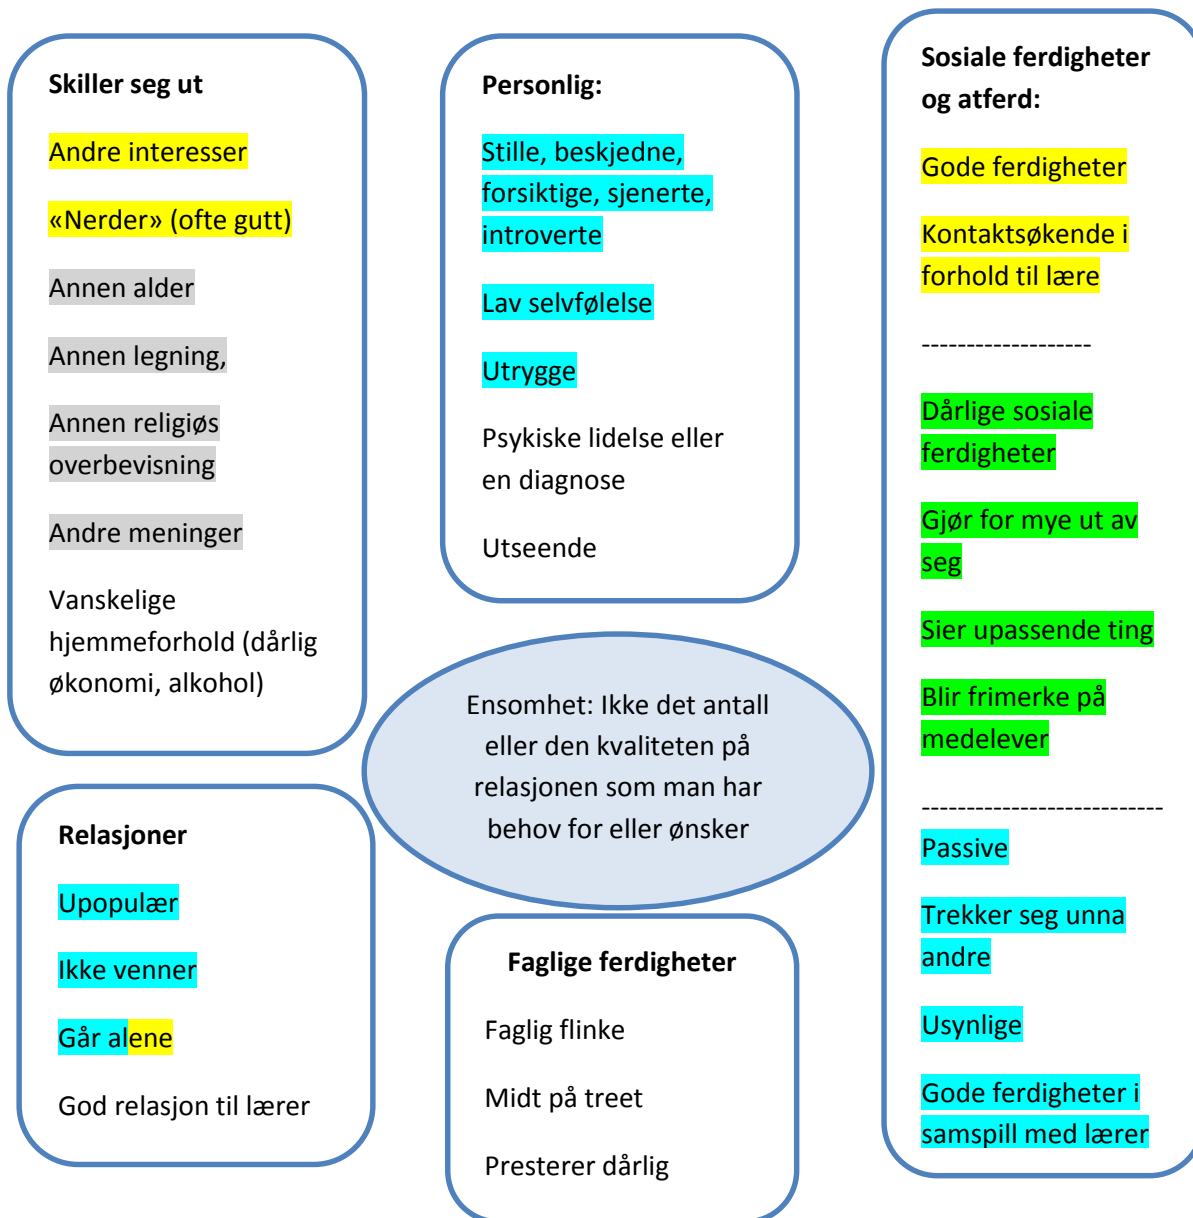 Skiller seg ut
Andre interesser
«Nerder» (ofte gutt)
Annen alder
Annen legning,
Annen religiøs
overbevisning
Andre meninger
Vanskelige
hjemmeforhold (dårlig
økonomi, alkohol)
Personlig:
Stille, beskjedne,
forsiktige, sjenerte,
introverte
Lav selvfølelse
Utrygge
Psykiske lidelse eller
en diagnose
Utseende
Sosiale ferdigheter
og atferd:
Gode ferdigheter
Kontaktsøkende i
forhold til lære
-------------------
Dårlige sosiale
ferdigheter
Gjør for mye ut av
seg
Sier upassende ting
Blir frimerke på
medelever
---------------------------
Passive
Trekker seg unna
andre
Usynlige
Gode ferdigheter i
samspill med lærer
Ensomhet: Ikke det antall
eller den kvaliteten på
relasjonen som man har
behov for eller ønsker
Relasjoner
Upopulær
Ikke venner
Går alene
God relasjon til lærer
Faglige ferdigheter
Faglig flinke
Midt på treet
Presterer dårlig